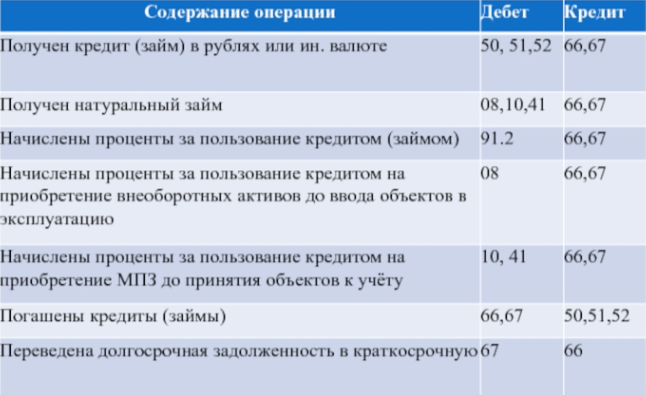 Содержание операции Дебет Кредит
Получен кредит (займ) в рублях или ин. валюте 50, 51,52 66,67
Получен натуральный займ 08,10,41 66,67
Начислены проценты за пользование кредитом (займом) 91.2 66,67
Начислены проценты за пользование кредитом на 08 66,67
приобретение внеоборотных активов до ввода объектов в
эксплуатацию
Начислены проценты за пользование кредитом на 10, 41 66,67
приобретение МПЗ до принятия объектов к учёту
Погашены кредиты (займы) 66,67 50,51,52
Переведена долгосрочная задолженность в краткосрочную 67 66